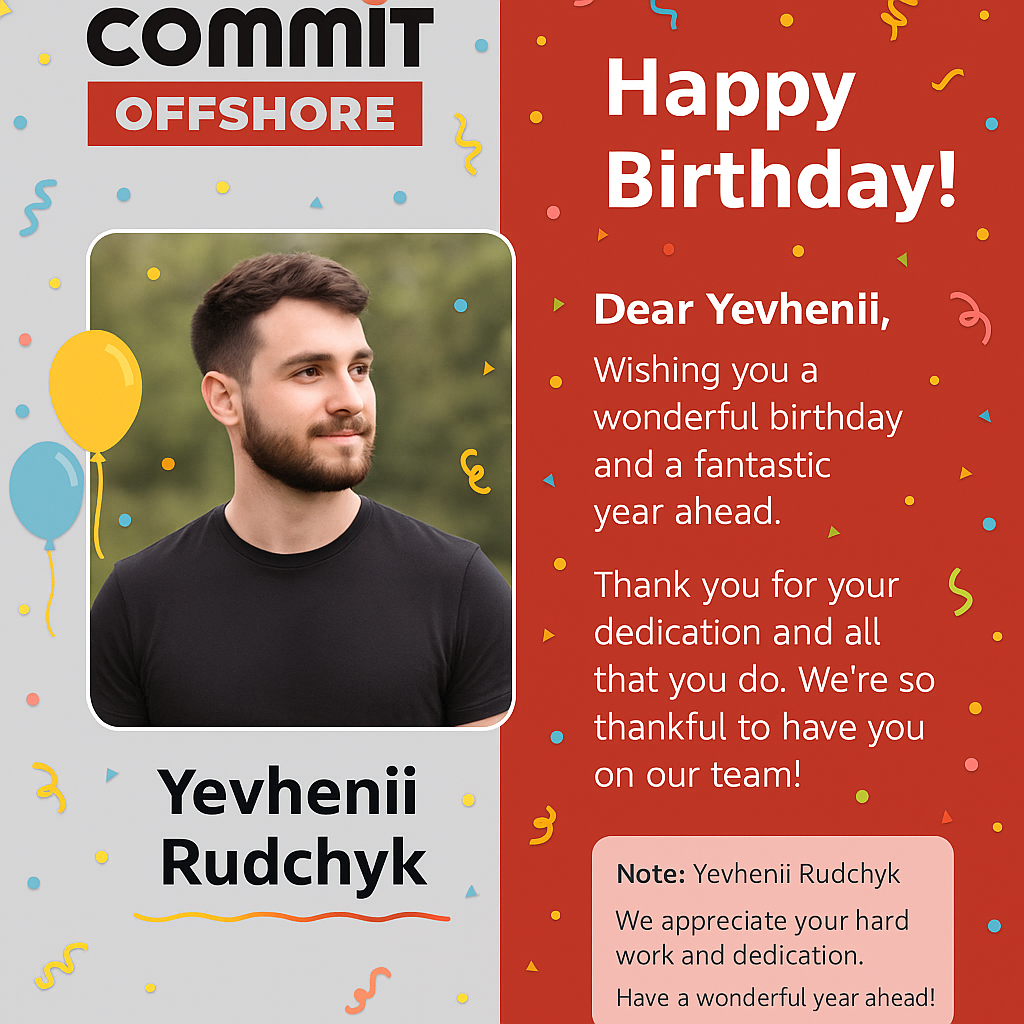 COMMIT
OFFSHORE
Yevhenii
Rudchyk
Happy
Birthday!
Dear Yevhenii,
Wishing you a
wonderful birthday
and a fantastic
year ahead.
Thank you for your
dedication and all
that you do. We're so
thankful to have you
on our team!
Note: Yevhenii Rudchyk
We appreciate your hard
work and dedication.
Have a wonderful year ahead!